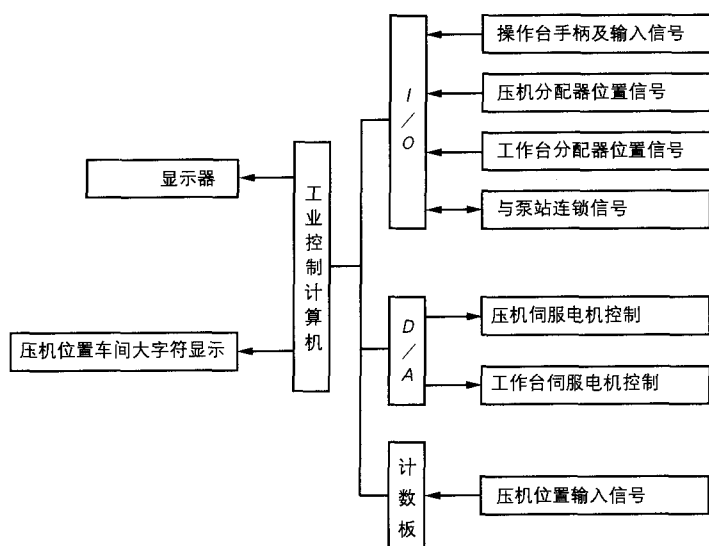 操作台手柄及输入信号
压机分配器位置信号
工作台分配器位置信号
与泵站连锁信号
I/O
显示器
工业控制计算机
压机位置车间大字符显示
D/A
压机伺服电机控制
工作台伺服电机控制
计数板
压机位置输入信号